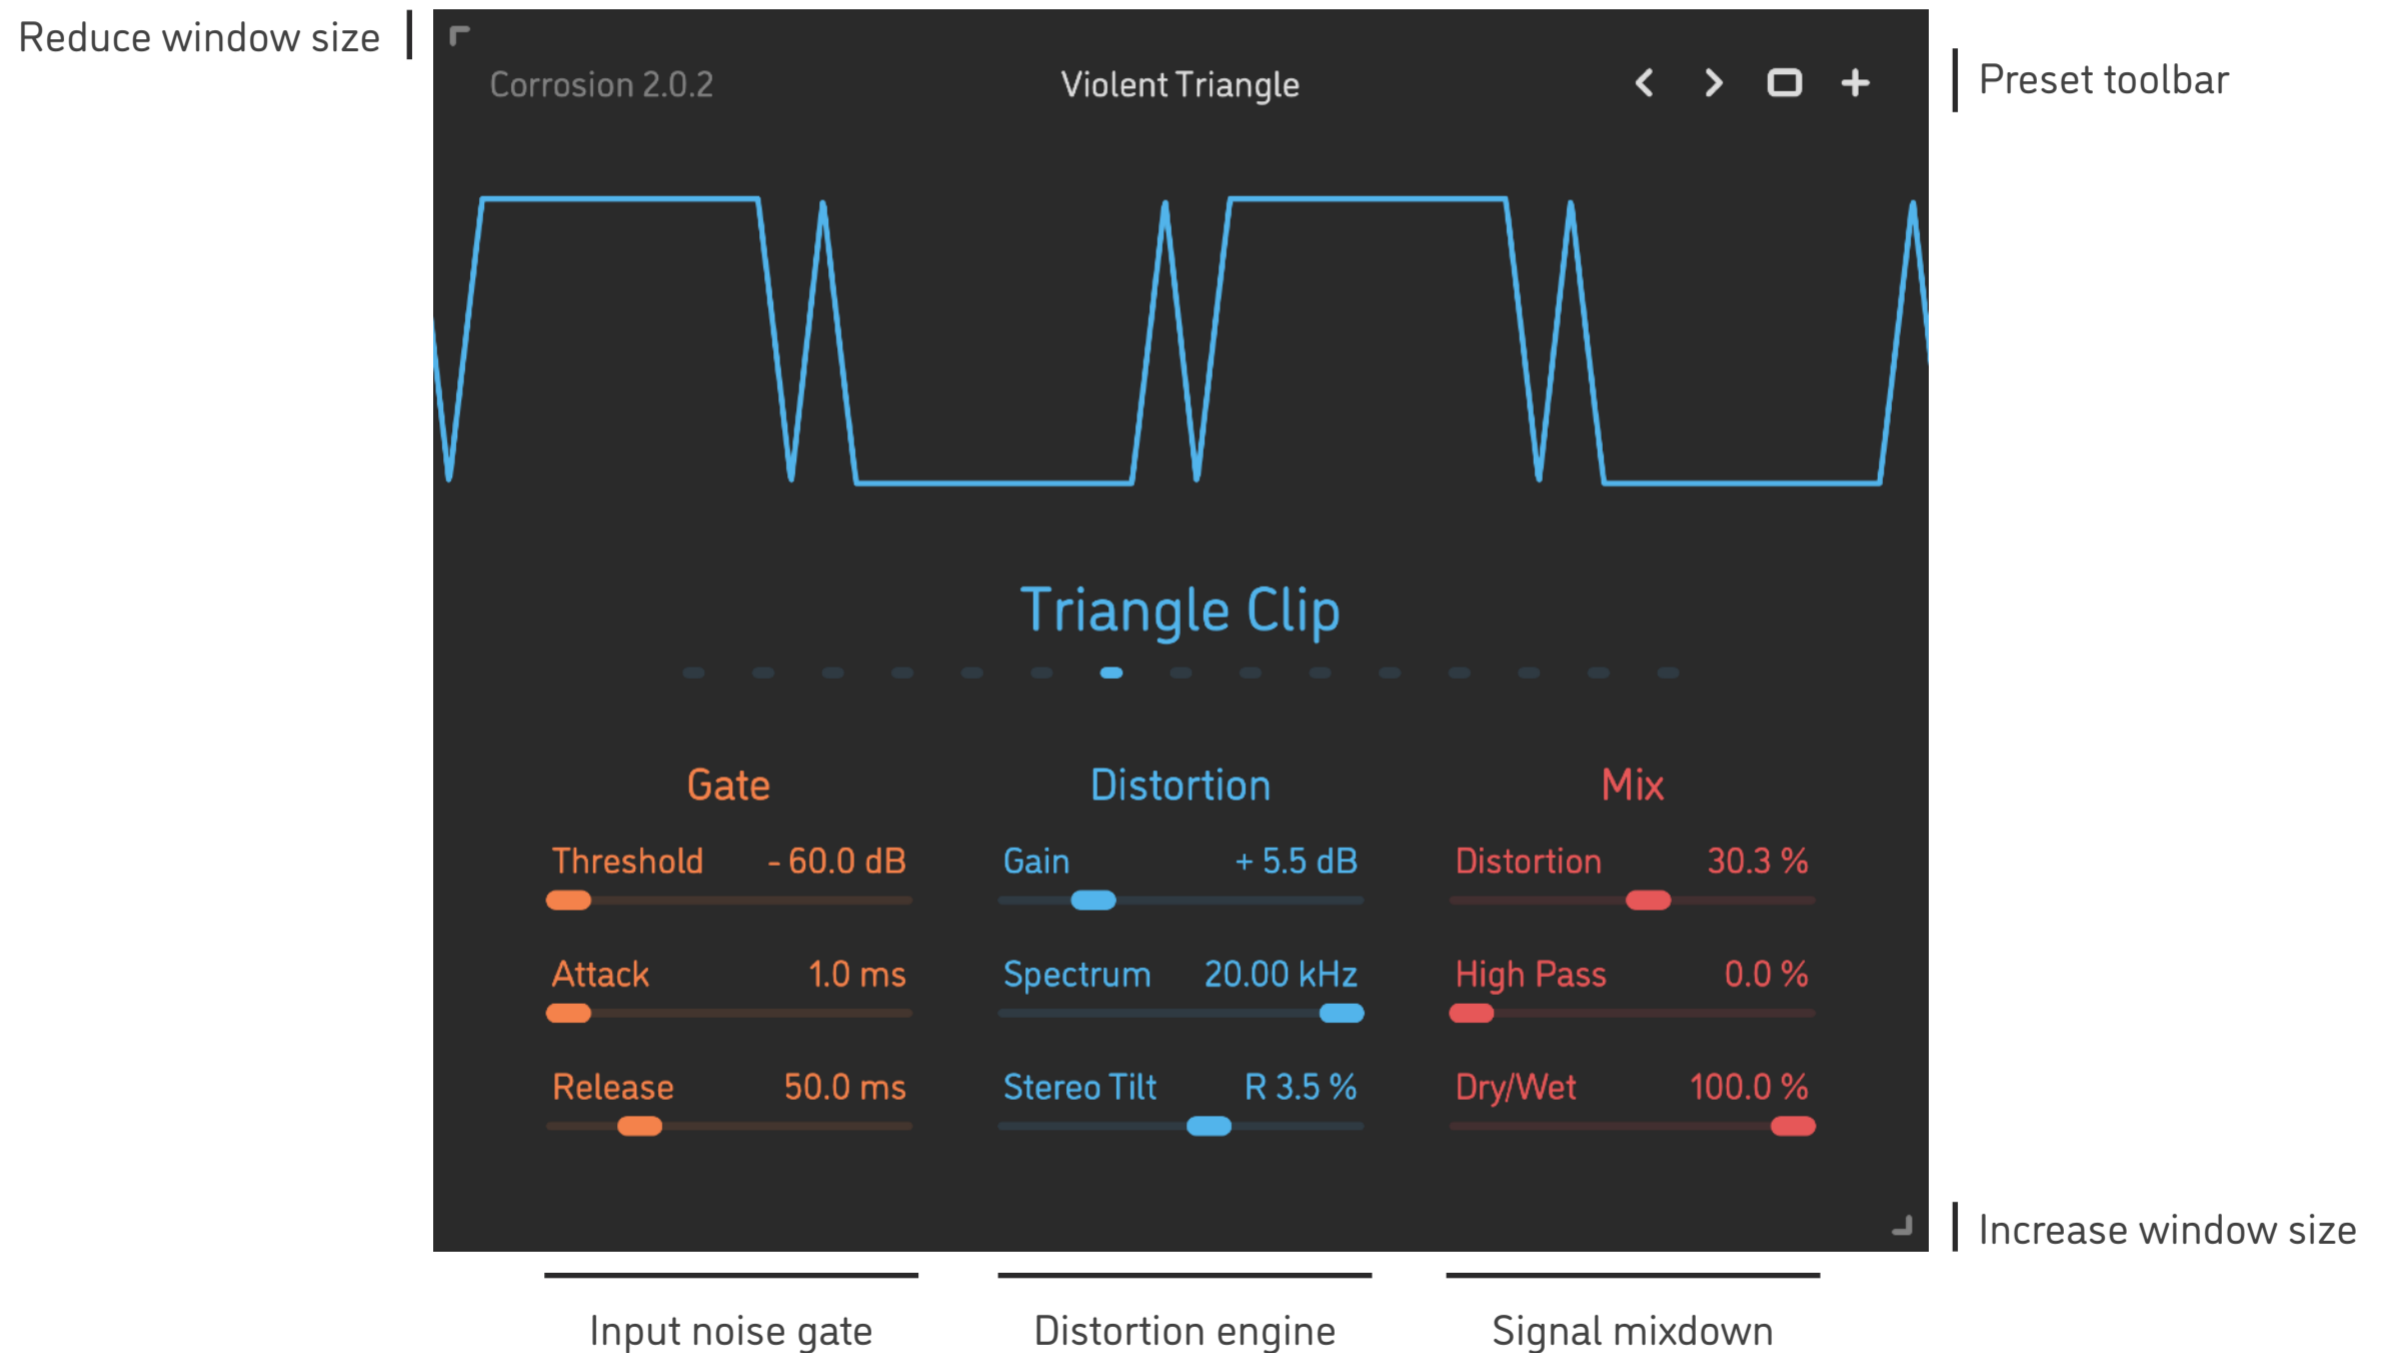 Reduce window size
Corrosion 2.0.2
Violent Triangle
Preset toolbar
Triangle Clip
Gate
Distortion
Mix
Threshold - 60.0 dB
Gain + 5.5 dB
Distortion 30.3 %
Attack 1.0 ms
Spectrum 20.00 kHz
High Pass 0.0 %
Release 50.0 ms
Stereo Tilt R 3.5 %
Dry/Wet 100.0 %
Increase window size
Input noise gate
Distortion engine
Signal mixdown